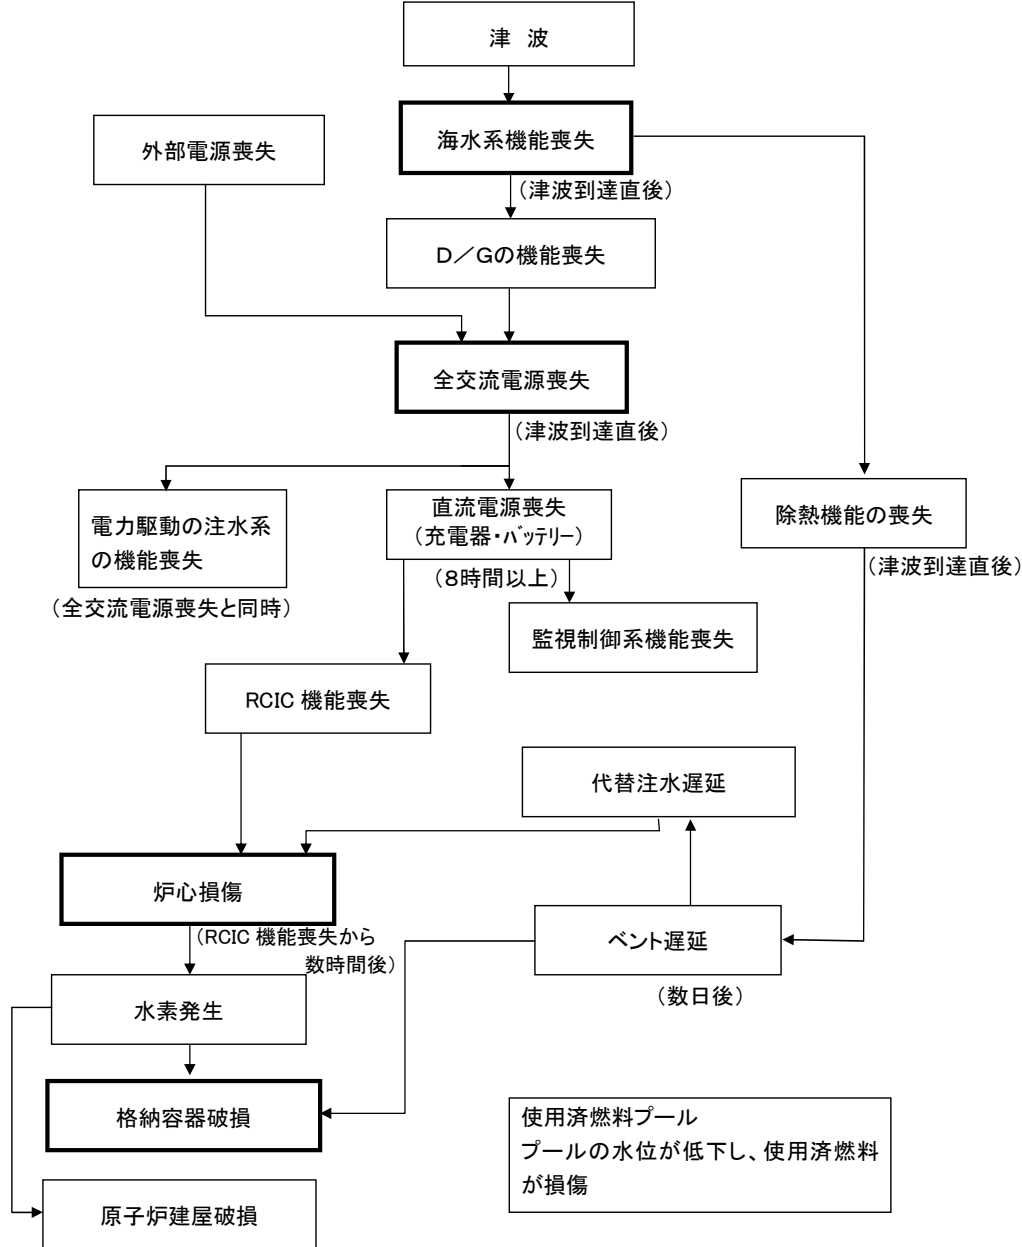 津 波
海水系機能喪失
外部電源喪失
（津波到達直後）
Ｄ／Ｇの機能喪失
全交流電源喪失
（津波到達直後）
電力駆動の注水系
の機能喪失
（全交流電源喪失と同時）
直流電源喪失
（充電器・ﾊﾞｯﾃﾘｰ）
（８時間以上）
除熱機能の喪失
（津波到達直後）
監視制御系機能喪失
RCIC 機能喪失
代替注水遅延
炉心損傷
（RCIC 機能喪失から
数時間後）
ベント遅延
（数日後）
水素発生
格納容器破損
使用済燃料プール
プールの水位が低下し、使用済燃料
が損傷
原子炉建屋破損